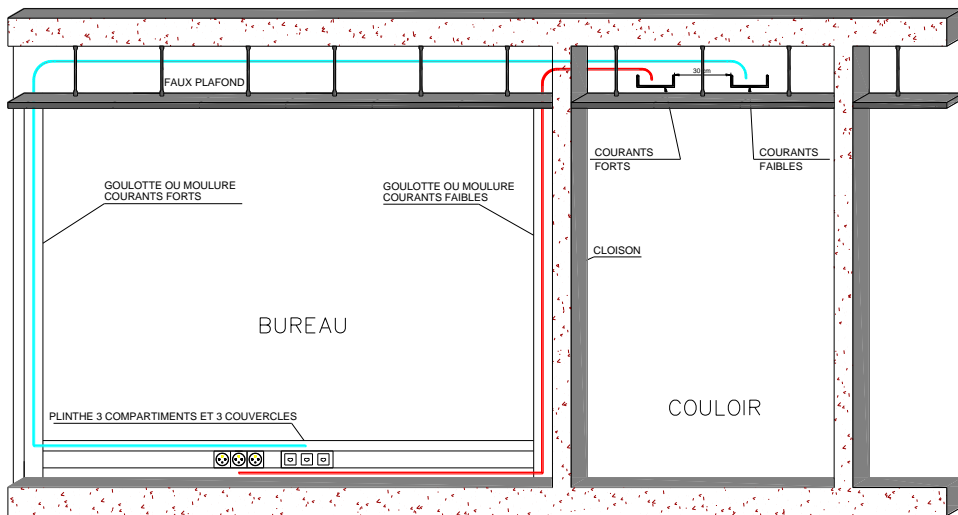 FAUX PLAFOND
30 cm
COURANTS
FORTS
COURANTS
FAIBLES
GOULOTTE OU MOULURE
COURANTS FORTS
GOULOTTE OU MOULURE
COURANTS FAIBLES
CLOISON
BUREAU
COULOIR
PLINTHE 3 COMPARTIMENTS ET 3 COUVERCLES